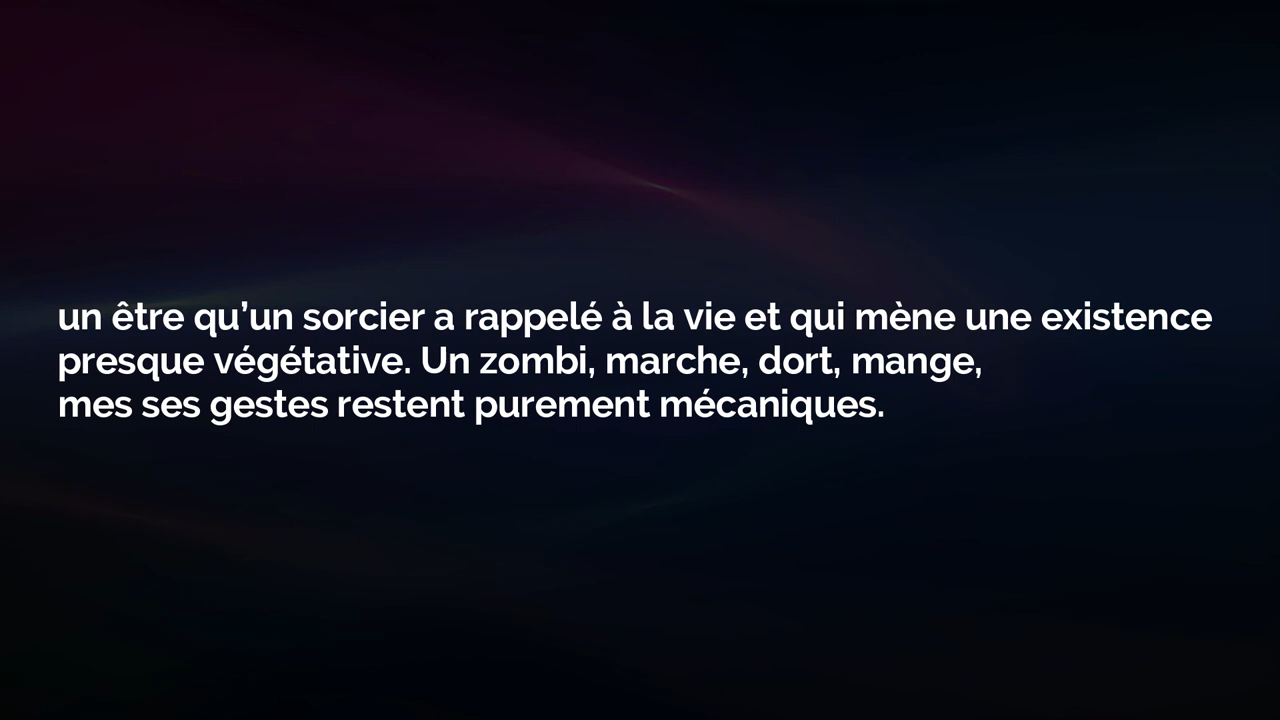 un être qu’un sorcier a rappelé à la vie et qui mène une existence
presque végétative. Un zombi, marche, dort, mange,
mes ses gestes restent purement mécaniques.